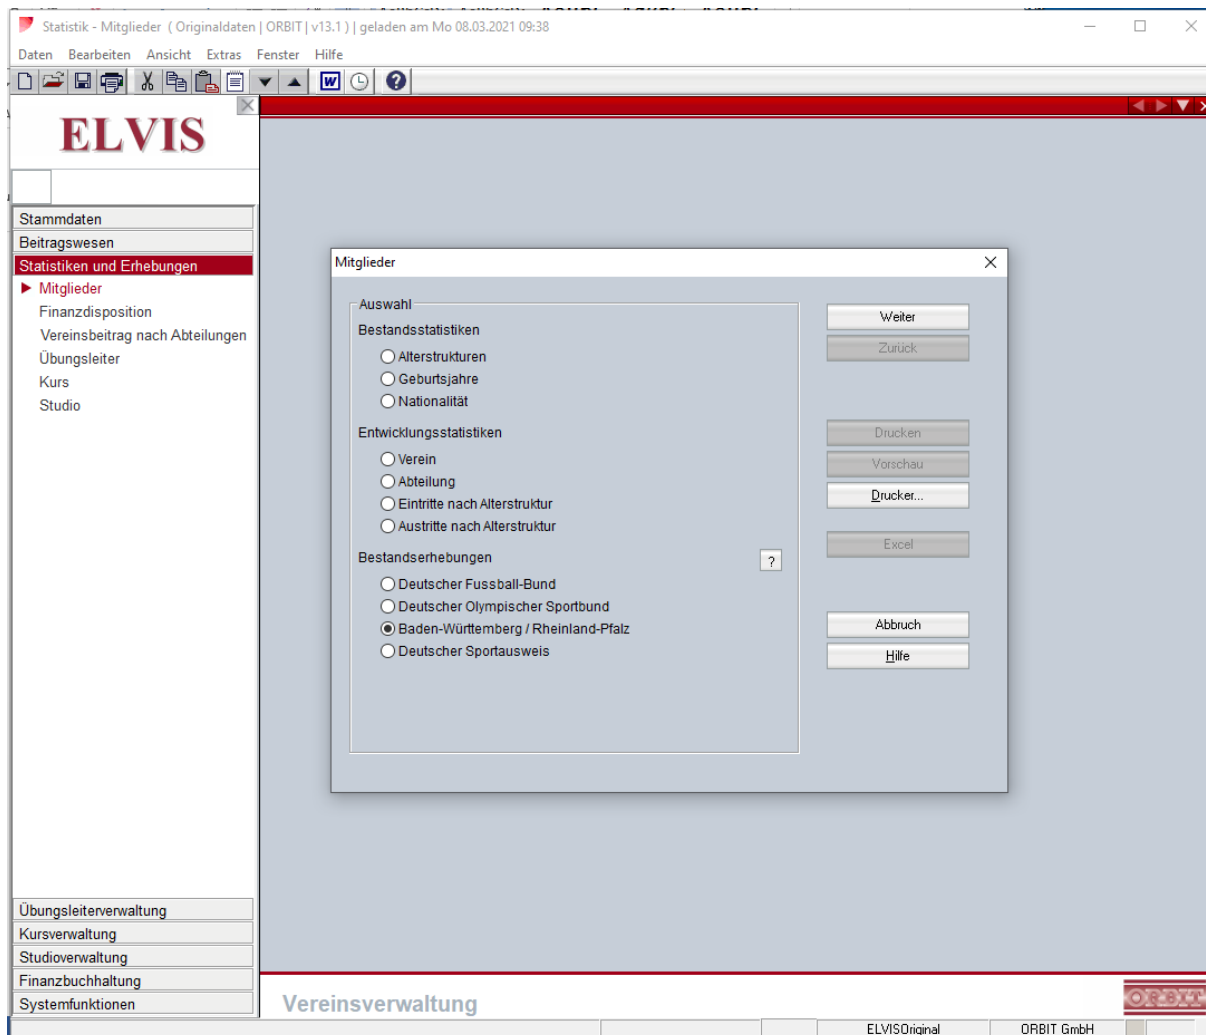 Statistik - Mitglieder ( Originaldaten | ORBIT | v13.1 ) | geladen am Mo 08.03.2021 09:38
Daten Bearbeiten Ansicht Extras Fenster Hilfe
ELVIS
Stammdaten
Beitragswesen
Statistiken und Erhebungen
Mitglieder
Finanzdisposition
Vereinsbeitrag nach Abteilungen
Übungsleiter
Kurs
Studio
Mitglieder
Auswahl
Bestandsstatistiken
Alterstrukturen
Geburtsjahre
Nationalität
Entwicklungsstatistiken
Verein
Abteilung
Eintritte nach Alterstruktur
Austritte nach Alterstruktur
Bestandserhebungen
?
Deutscher Fussball-Bund
Deutscher Olympischer Sportbund
Baden-Württemberg / Rheinland-Pfalz
Deutscher Sportausweis
Weiter
Zurück
Drucken
Vorschau
Drucker...
Excel
Abbruch
Hilfe
Übungsleiterverwaltung
Kursverwaltung
Studioverwaltung
Finanzbuchhaltung
Systemfunktionen
Vereinsverwaltung
ORBIT
ELVISOriginal ORBIT GmbH